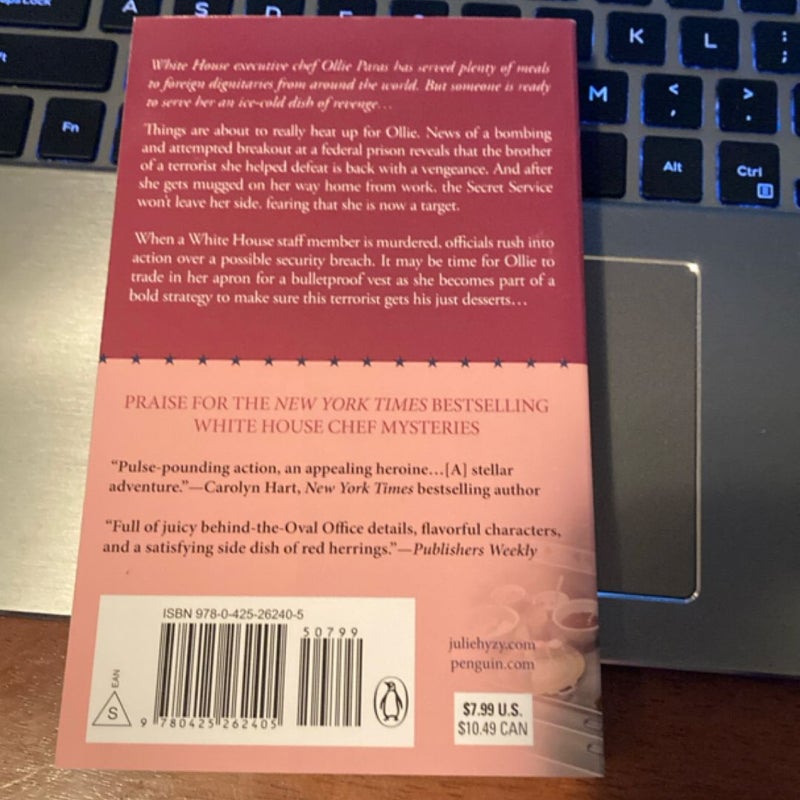 A S D F
K L ; :
M < , > .
Fn
Alt Ctrl
White House executive chef Ollie Paras has served plenty of meals
to foreign dignitaries from around the world. But someone is ready
to serve her an ice-cold dish of revenge...
Things are about to really heat up for Ollie. News of a bombing
and attempted breakout at a federal prison reveals that the brother
of a terrorist she helped defeat is back with a vengeance. And after
she gets mugged on her way home from work, the Secret Service
won't leave her side, fearing that she is now a target.
When a White House staff member is murdered, officials rush into
action over a possible security breach. It may be time for Ollie to
trade in her apron for a bulletproof vest as she becomes part of a
bold strategy to make sure this terrorist gets his just desserts...
PRAISE FOR THE NEW YORK TIMES BESTSELLING
WHITE HOUSE CHEF MYSTERIES
“Pulse-pounding action, an appealing heroine...[A] stellar
adventure.”—Carolyn Hart, New York Times bestselling author
“Full of juicy behind-the-Oval Office details, flavorful characters,
and a satisfying side dish of red herrings.”—Publishers Weekly
ISBN 978-0-425-26240-5
50799
EAN
S
9 780425 262405
juliehyzy.com
penguin.com
$7.99 U.S.
$10.49 CAN